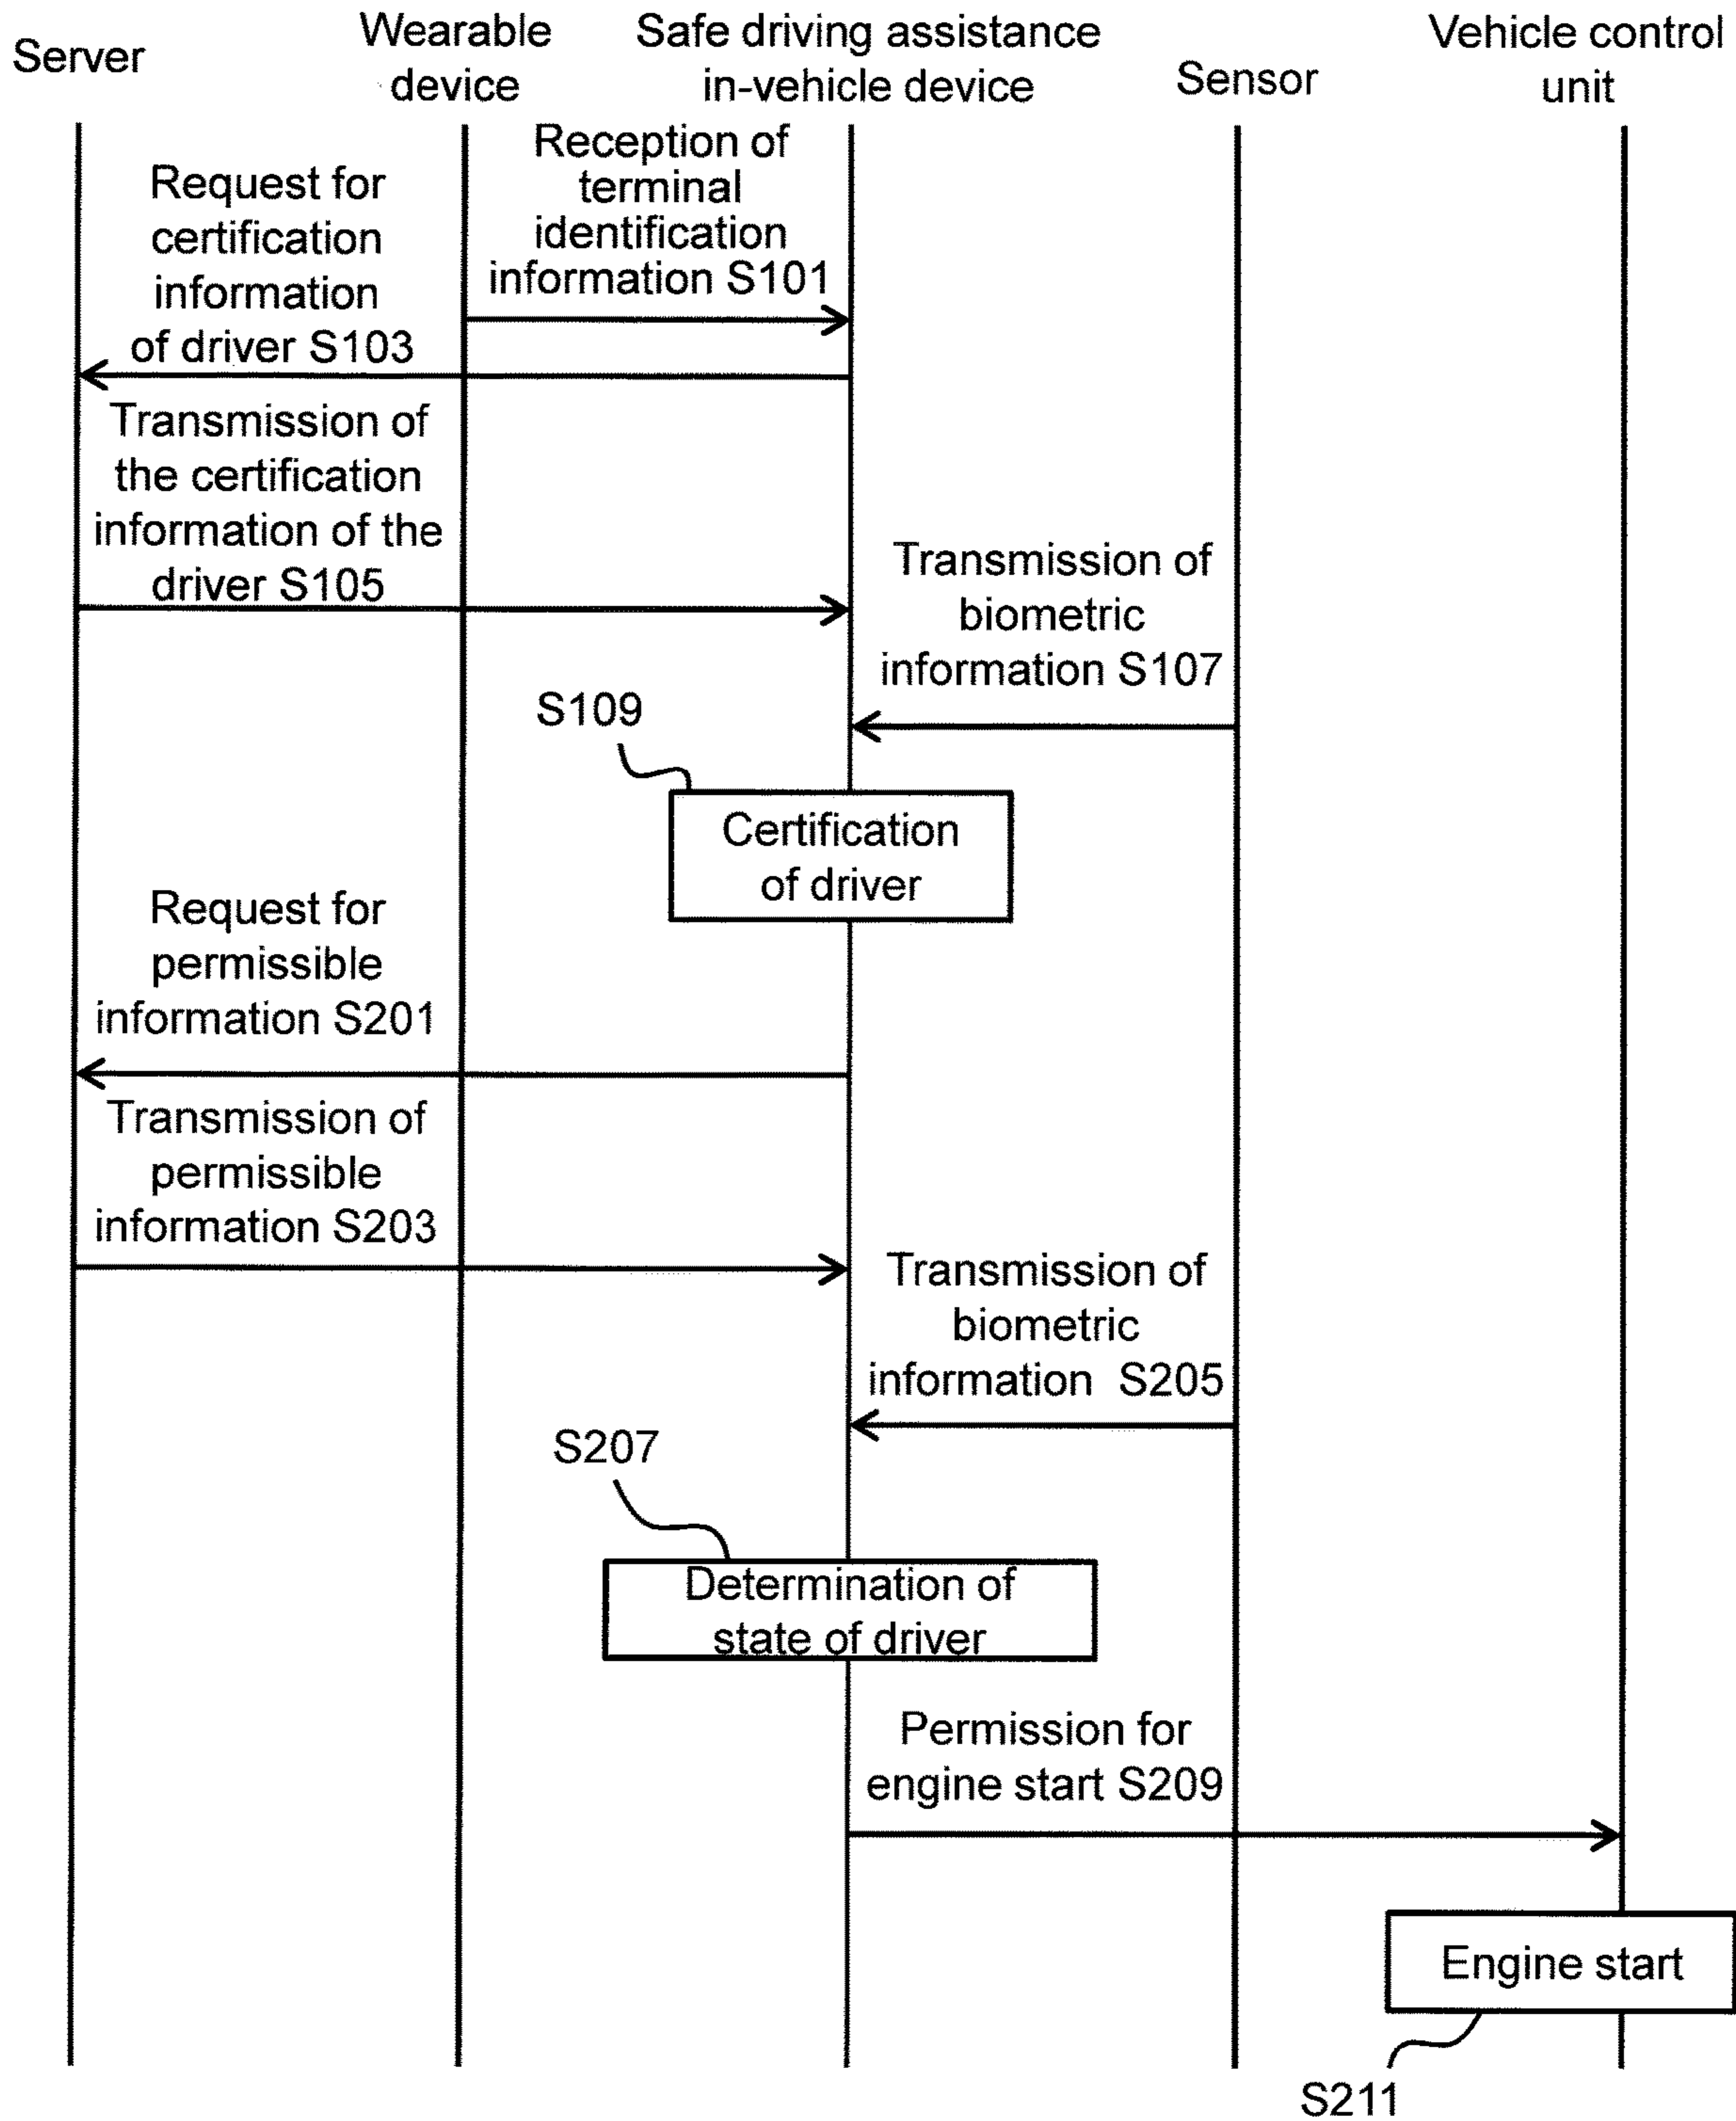 Server
Wearable
device
Safe driving assistance
in-vehicle device
Sensor
Vehicle control
unit
Reception of
terminal
identification
information S101
Request for
certification
information
of driver S103
Transmission of
the certification
information of the
driver S105
Transmission of
biometric
information S107
S109
Certification
of driver
Request for
permissible
information S201
Transmission of
permissible
information S203
Transmission of
biometric
information S205
S207
Determination of
state of driver
Permission for
engine start S209
Engine start
S211